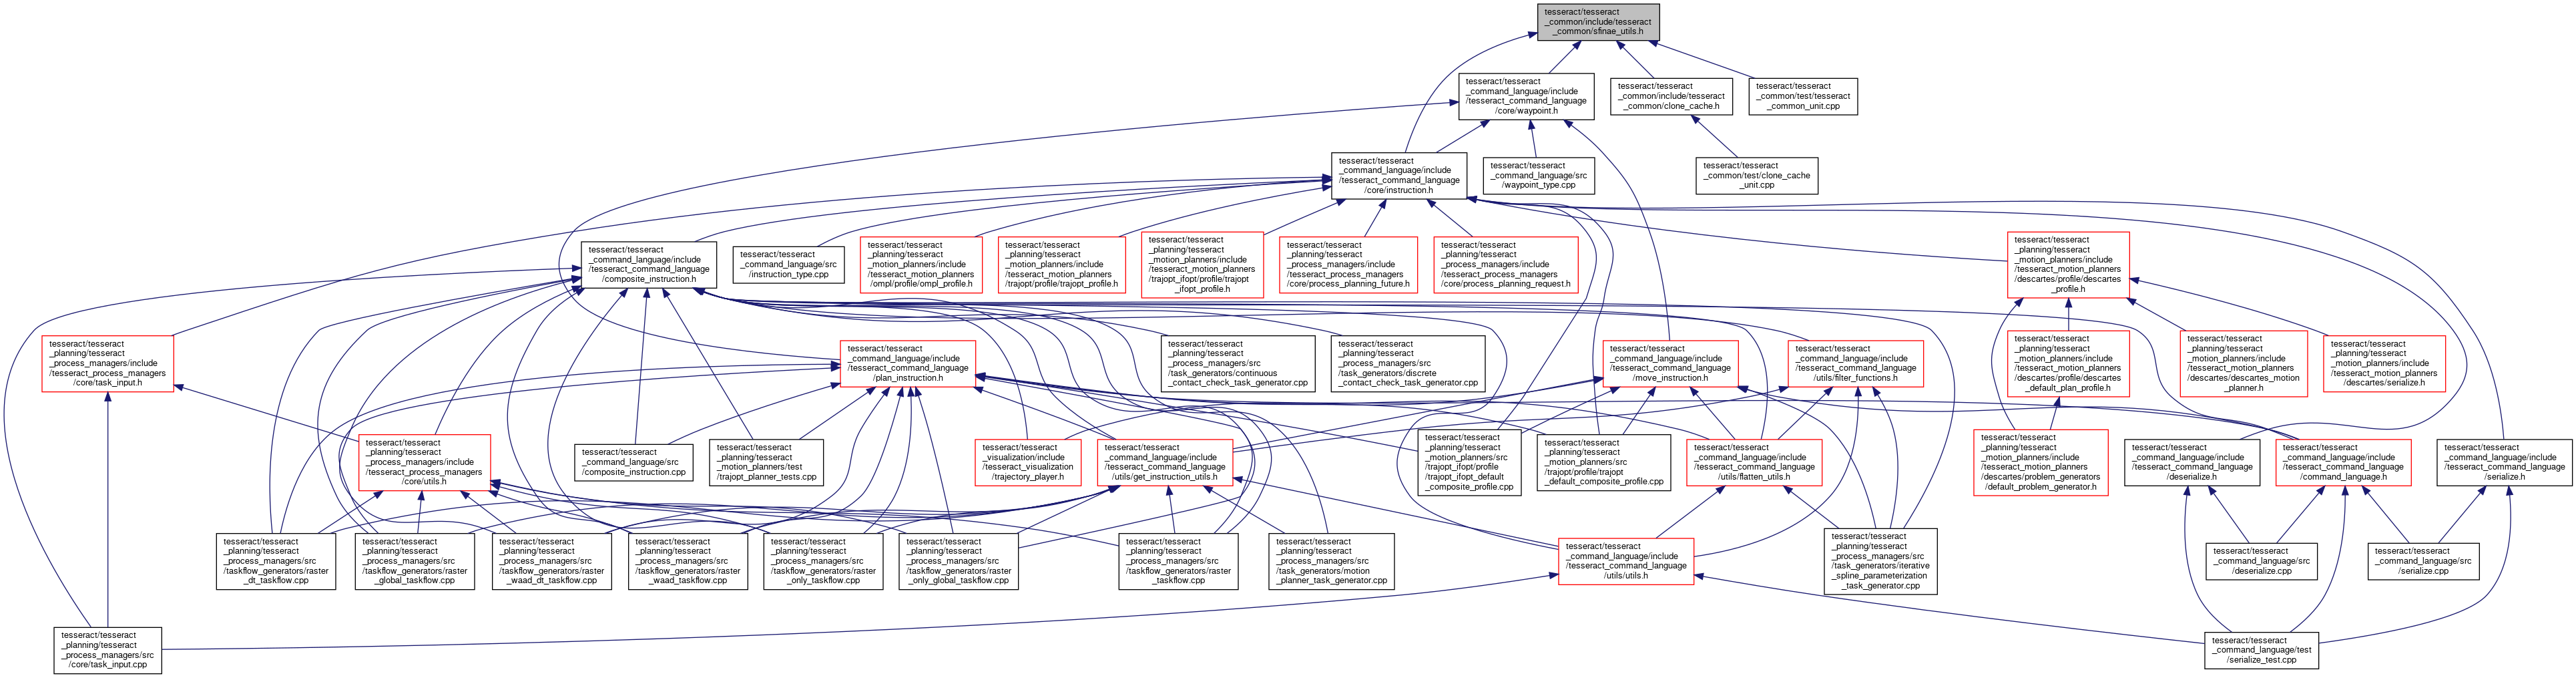 tesseract/tesseract
_common/include/tesseract
_common/sfinae_utils.h
tesseract/tesseract
_command_language/include
/tesseract_command_language
/core/waypoint.h
tesseract/tesseract
_common/include/tesseract
_common/clone_cache.h
tesseract/tesseract
_common/test/tesseract
_common_unit.cpp
tesseract/tesseract
_command_language/include
/tesseract_command_language
/core/instruction.h
tesseract/tesseract
_command_language/src
/waypoint_type.cpp
tesseract/tesseract
_common/test/clone_cache
_unit.cpp
tesseract/tesseract
_command_language/include
/tesseract_command_language
/composite_instruction.h
tesseract/tesseract
_command_language/src
/instruction_type.cpp
tesseract/tesseract
_planning/tesseract
_motion_planners/include
/tesseract_motion_planners
/ompl/profile/ompl_profile.h
tesseract/tesseract
_planning/tesseract
_motion_planners/include
/tesseract_motion_planners
/trajopt/profile/trajopt_profile.h
tesseract/tesseract
_planning/tesseract
_motion_planners/include
/tesseract_motion_planners
/trajopt_ifopt/profile/trajopt
_ifopt_profile.h
tesseract/tesseract
_planning/tesseract
_process_managers/include
/tesseract_process_managers
/core/process_planning_future.h
tesseract/tesseract
_planning/tesseract
_process_managers/include
/tesseract_process_managers
/core/process_planning_request.h
tesseract/tesseract
_planning/tesseract
_motion_planners/include
/tesseract_motion_planners
/descartes/profile/descartes
_profile.h
tesseract/tesseract
_planning/tesseract
_process_managers/include
/tesseract_process_managers
/core/task_input.h
tesseract/tesseract
_command_language/include
/tesseract_command_language
/plan_instruction.h
tesseract/tesseract
_planning/tesseract
_process_managers/src
/task_generators/continuous
_contact_check_task_generator.cpp
tesseract/tesseract
_planning/tesseract
_process_managers/src
/task_generators/discrete
_contact_check_task_generator.cpp
tesseract/tesseract
_command_language/include
/tesseract_command_language
/move_instruction.h
tesseract/tesseract
_command_language/include
/tesseract_command_language
/utils/filter_functions.h
tesseract/tesseract
_planning/tesseract
_motion_planners/include
/tesseract_motion_planners
/descartes/profile/descartes
_default_plan_profile.h
tesseract/tesseract
_planning/tesseract
_motion_planners/include
/tesseract_motion_planners
/descartes/descartes_motion
_planner.h
tesseract/tesseract
_planning/tesseract
_motion_planners/include
/tesseract_motion_planners
/descartes/serialize.h
tesseract/tesseract
_planning/tesseract
_process_managers/include
/tesseract_process_managers
/core/utils.h
tesseract/tesseract
_command_language/src
/composite_instruction.cpp
tesseract/tesseract
_planning/tesseract
_motion_planners/test
/trajopt_planner_tests.cpp
tesseract/tesseract
_visualization/include
/tesseract_visualization
/trajectory_player.h
tesseract/tesseract
_command_language/include
/tesseract_command_language
/utils/get_instruction_utils.h
tesseract/tesseract
_planning/tesseract
_motion_planners/src
/trajopt_ifopt/profile
/trajopt_ifopt_default
_composite_profile.cpp
tesseract/tesseract
_planning/tesseract
_motion_planners/src
/trajopt/profile/trajopt
_default_composite_profile.cpp
tesseract/tesseract
_command_language/include
/tesseract_command_language
/utils/flatten_utils.h
tesseract/tesseract
_planning/tesseract
_motion_planners/include
/tesseract_motion_planners
/descartes/problem_generators
/default_problem_generator.h
tesseract/tesseract
_command_language/include
/tesseract_command_language
/deserialize.h
tesseract/tesseract
_command_language/include
/tesseract_command_language
/command_language.h
tesseract/tesseract
_command_language/include
/tesseract_command_language
/serialize.h
tesseract/tesseract
_planning/tesseract
_process_managers/src
/taskflow_generators/raster
_dt_taskflow.cpp
tesseract/tesseract
_planning/tesseract
_process_managers/src
/taskflow_generators/raster
_global_taskflow.cpp
tesseract/tesseract
_planning/tesseract
_process_managers/src
/taskflow_generators/raster
_waad_dt_taskflow.cpp
tesseract/tesseract
_planning/tesseract
_process_managers/src
/taskflow_generators/raster
_waad_taskflow.cpp
tesseract/tesseract
_planning/tesseract
_process_managers/src
/taskflow_generators/raster
_only_taskflow.cpp
tesseract/tesseract
_planning/tesseract
_process_managers/src
/taskflow_generators/raster
_only_global_taskflow.cpp
tesseract/tesseract
_planning/tesseract
_process_managers/src
/taskflow_generators/raster
_taskflow.cpp
tesseract/tesseract
_planning/tesseract
_process_managers/src
/task_generators/motion
_planner_task_generator.cpp
tesseract/tesseract
_command_language/include
/tesseract_command_language
/utils/utils.h
tesseract/tesseract
_planning/tesseract
_process_managers/src
/task_generators/iterative
_spline_parameterization
_task_generator.cpp
tesseract/tesseract
_command_language/src
/deserialize.cpp
tesseract/tesseract
_command_language/src
/serialize.cpp
tesseract/tesseract
_planning/tesseract
_process_managers/src
/core/task_input.cpp
tesseract/tesseract
_command_language/test
/serialize_test.cpp